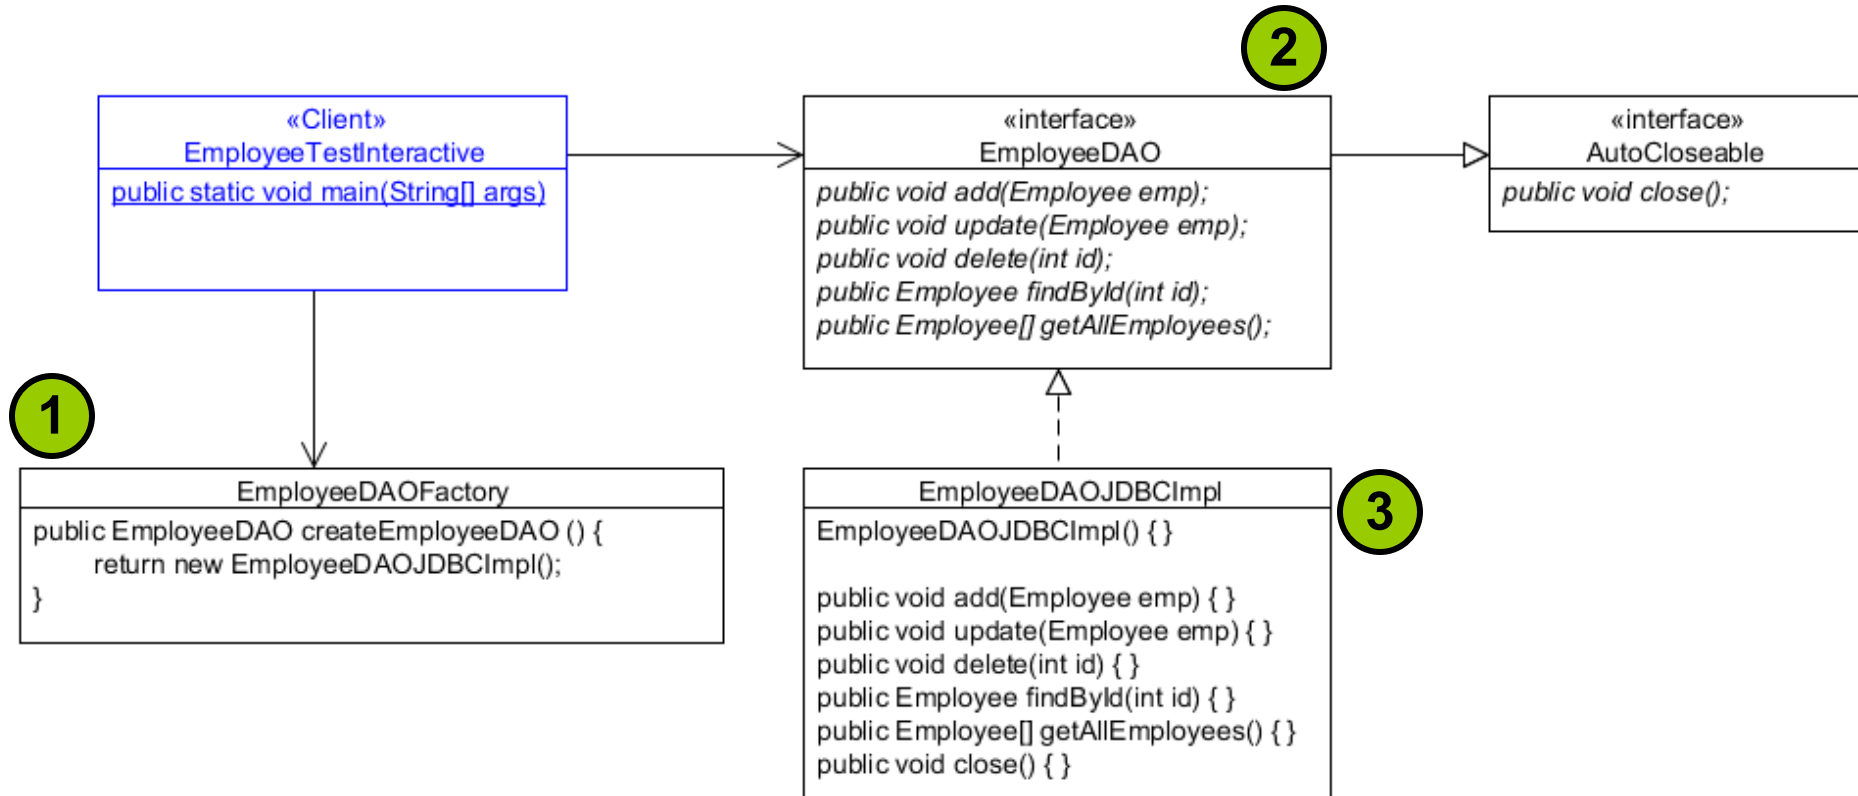 2
«Client»
EmployeeTestInteractive
public static void main(String[] args)
«interface»
EmployeeDAO
public void add(Employee emp);
public void update(Employee emp);
public void delete(int id);
public Employee findById(int id);
public Employee[] getAllEmployees();
«interface»
AutoCloseable
public void close();
1
EmployeeDAOFactory
public EmployeeDAO createEmployeeDAO () {
return new EmployeeDAOJDBCImpl();
}
EmployeeDAOJDBCImpl
EmployeeDAOJDBCImpl() { }
public void add(Employee emp) { }
public void update(Employee emp) { }
public void delete(int id) { }
public Employee findById(int id) { }
public Employee[] getAllEmployees() { }
public void close() { }
3